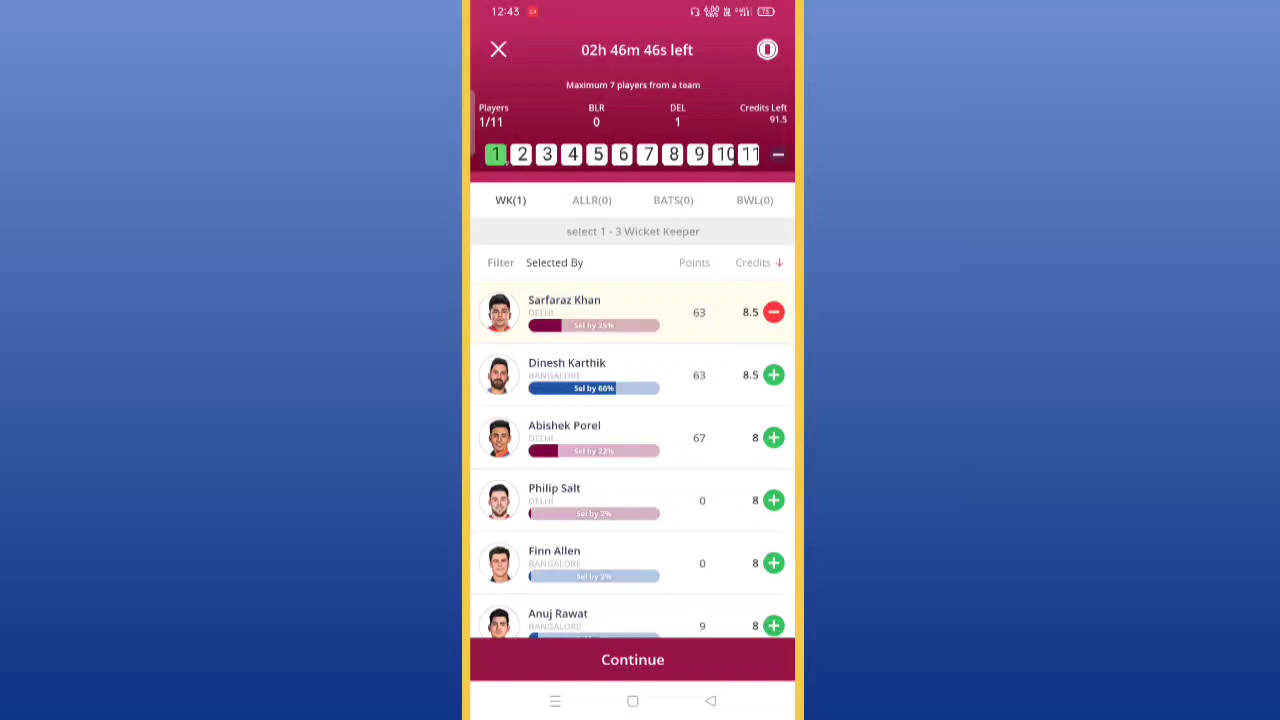 12:43
02h 46m 46s left
Maximum 7 players from a team
Players BLR DEL Credits Left
1/11 0 1 91.5
1 2 3 4 5 6 7 8 9 10 11
WK(1) ALLR(0) BATS(0) BWL(0)
select 1 - 3 Wicket Keeper
Filter Selected By Points Credits
Sarfaraz Khan
DELHI
Sel by 25%
63 8.5
Dinesh Karthik
BANGALORE
Sel by 66%
63 8.5
Abishek Porel
DELHI
Sel by 22%
67 8
Philip Salt
DELHI
Sel by 2%
0 8
Finn Allen
BANGALORE
Sel by 2%
0 8
Anuj Rawat
BANGALORE
9 8
Continue